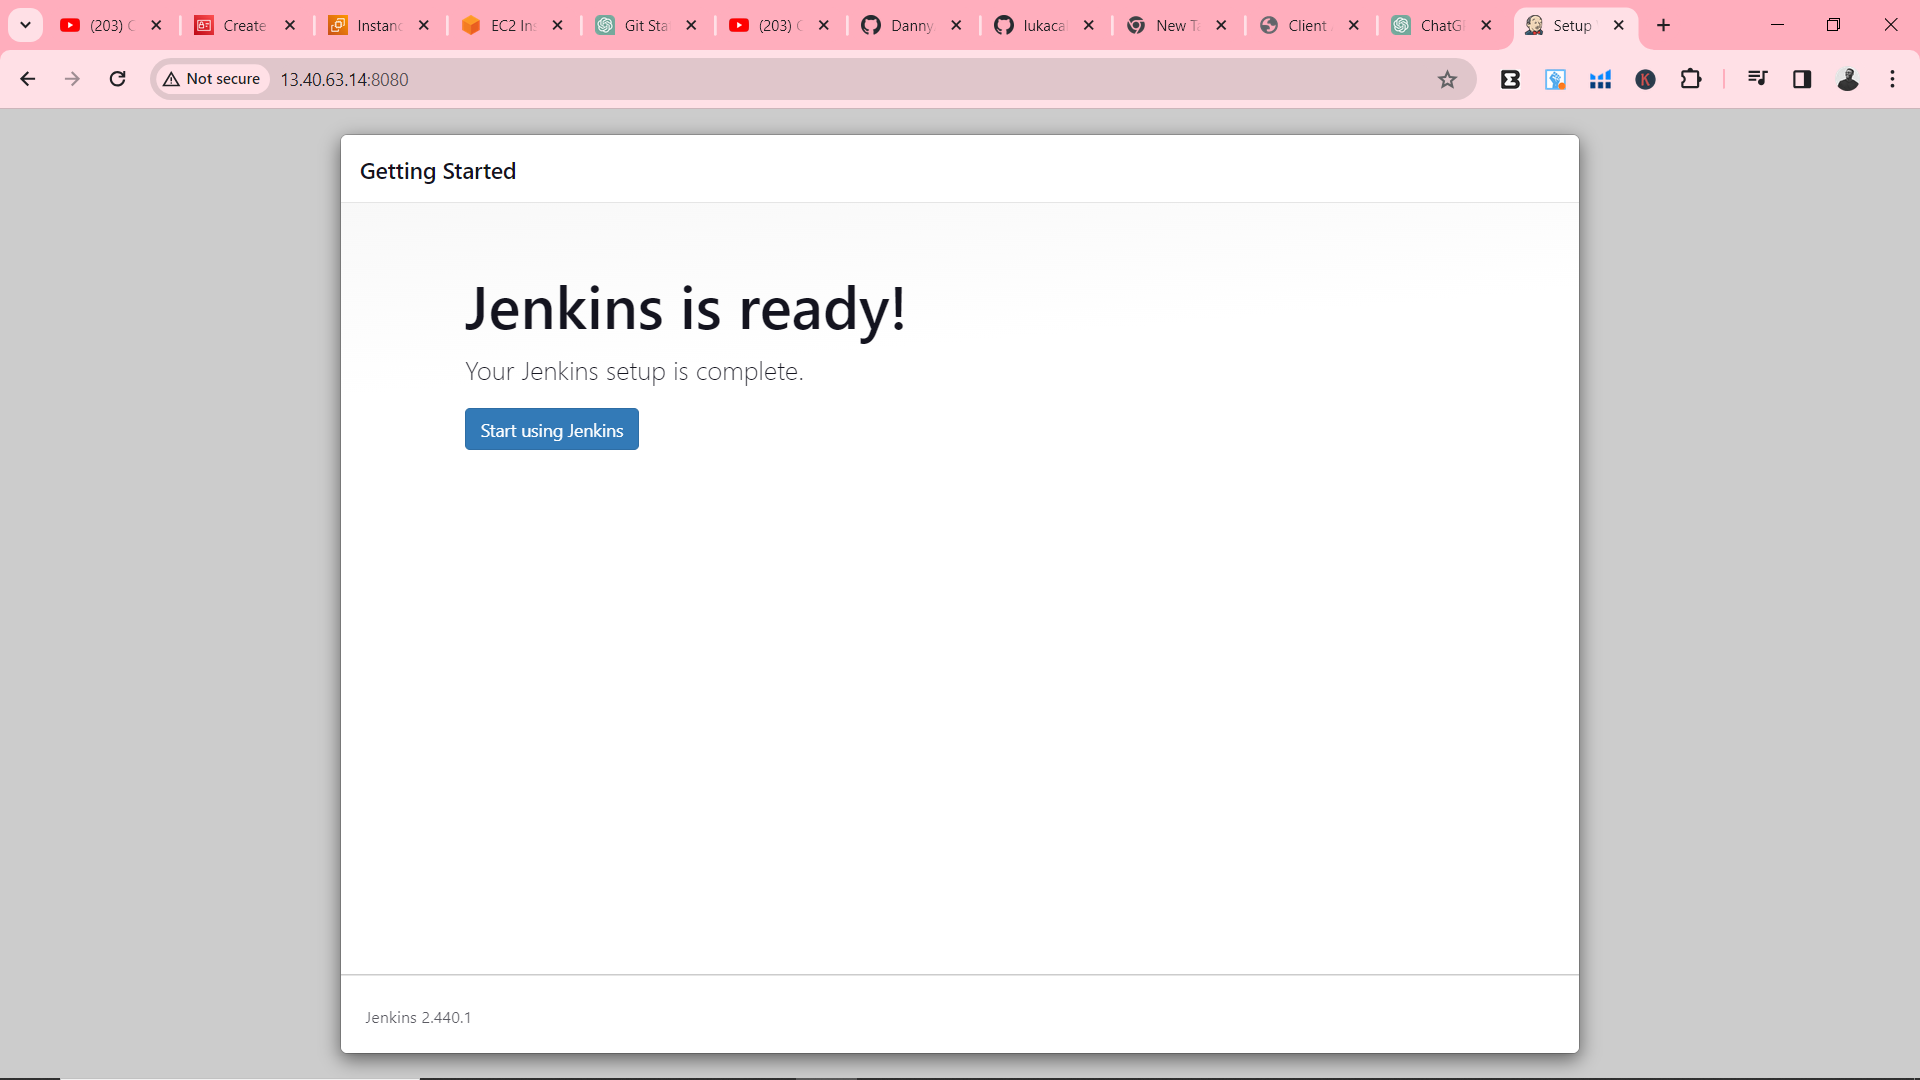 (203) C
Create
Instanc
EC2 Ins
Git Sta
(203) C
Danny
lukaca
New Ta
Client
ChatG
Setup
Not secure
13.40.63.14:8080
K
Getting Started
Jenkins is ready!
Your Jenkins setup is complete.
Start using Jenkins
Jenkins 2.440.1